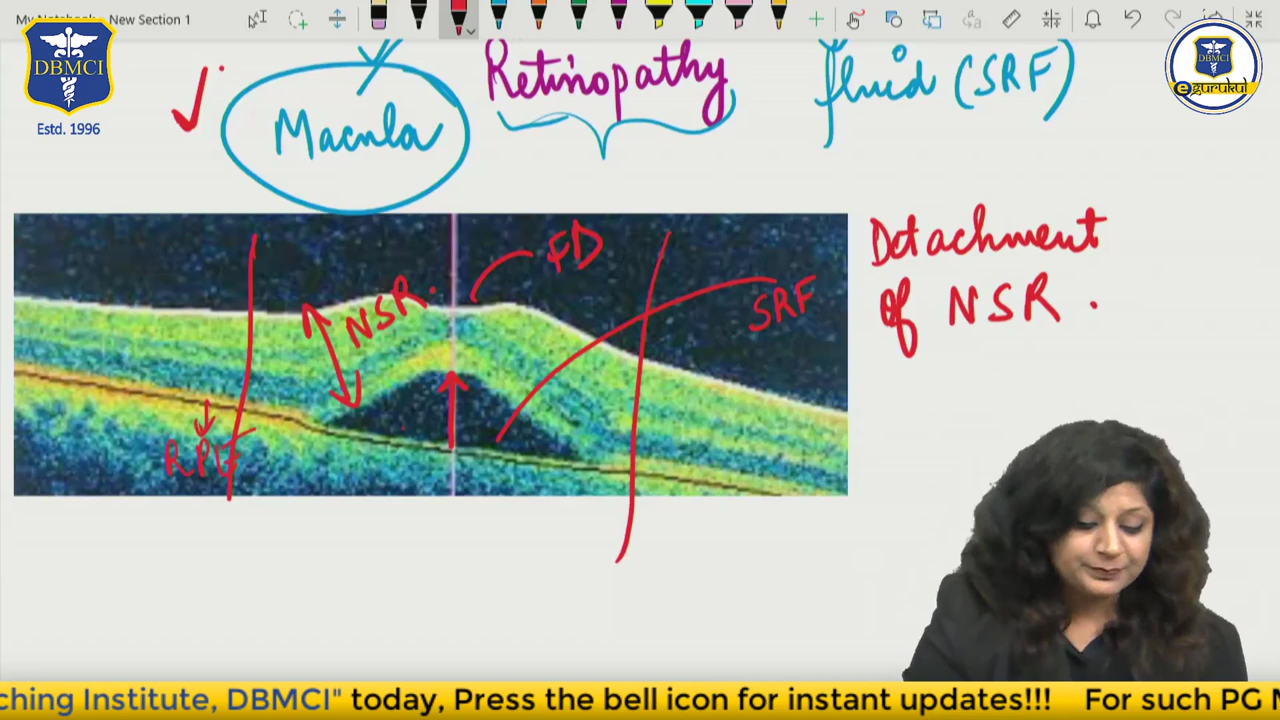 My Notebook - New Section 1
DBMCI
Estd. 1996
DBMCI
e gurukul
Macula
Retinopathy
fluid (SRF)
FD
NSR.
SRF
RPE
Detachment
of NSR.
ching Institute, DBMCI" today, Press the bell icon for instant updates!!! For such PG M